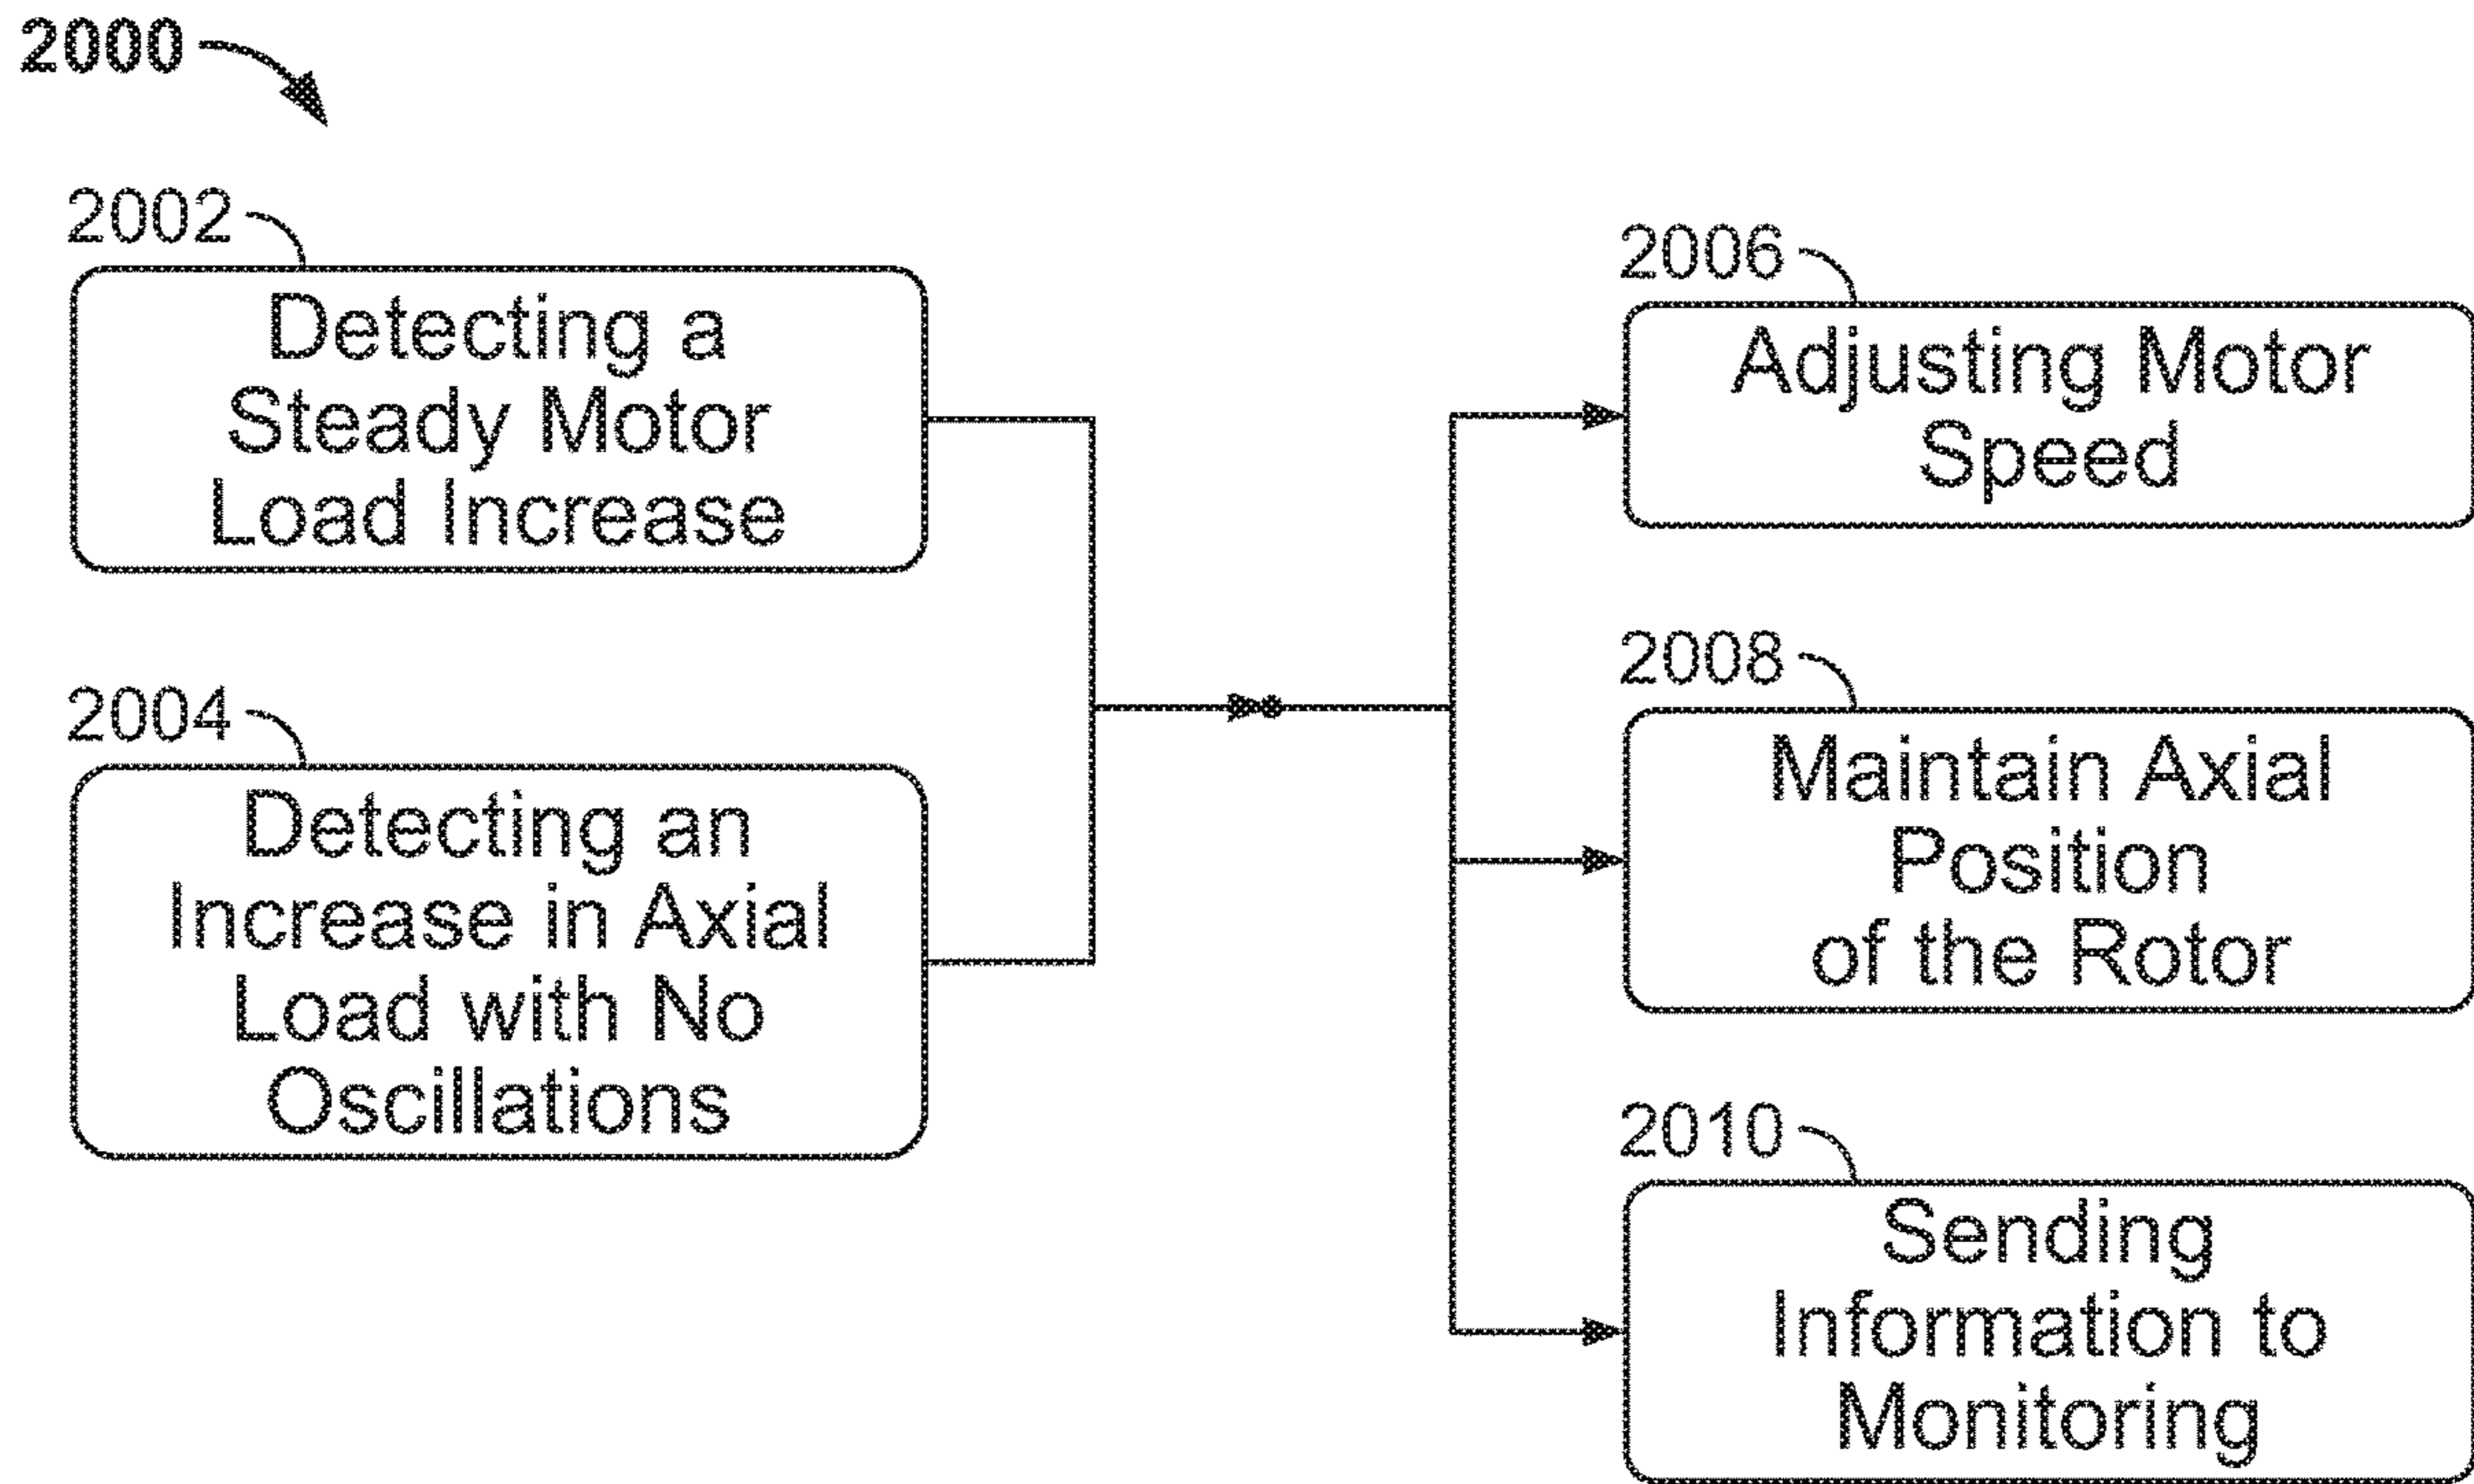 2000
2002
Detecting a
Steady Motor
Load Increase
2004
Detecting an
Increase in Axial
Load with No
Oscillations
2006
Adjusting Motor
Speed
2008
Maintain Axial
Position
of the Rotor
2010
Sending
Information to
Monitoring